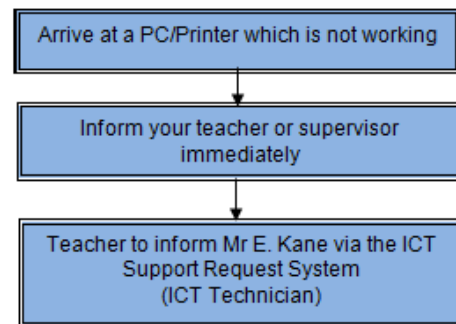 Arrive at a PC/Printer which is not working
Inform your teacher or supervisor
immediately
Teacher to inform Mr E. Kane via the ICT
Support Request System
(ICT Technician)